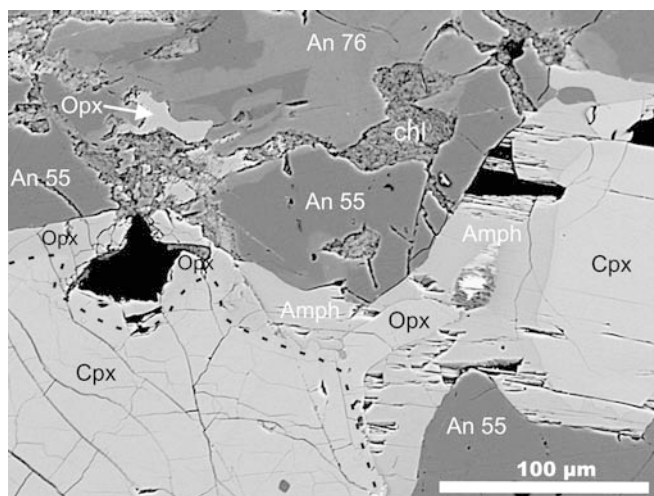 An 76
Opx
chl
An 55
An 55
Opx
Opx
Amph
Cpx
Amph
Opx
Cpx
An 55
100 µm